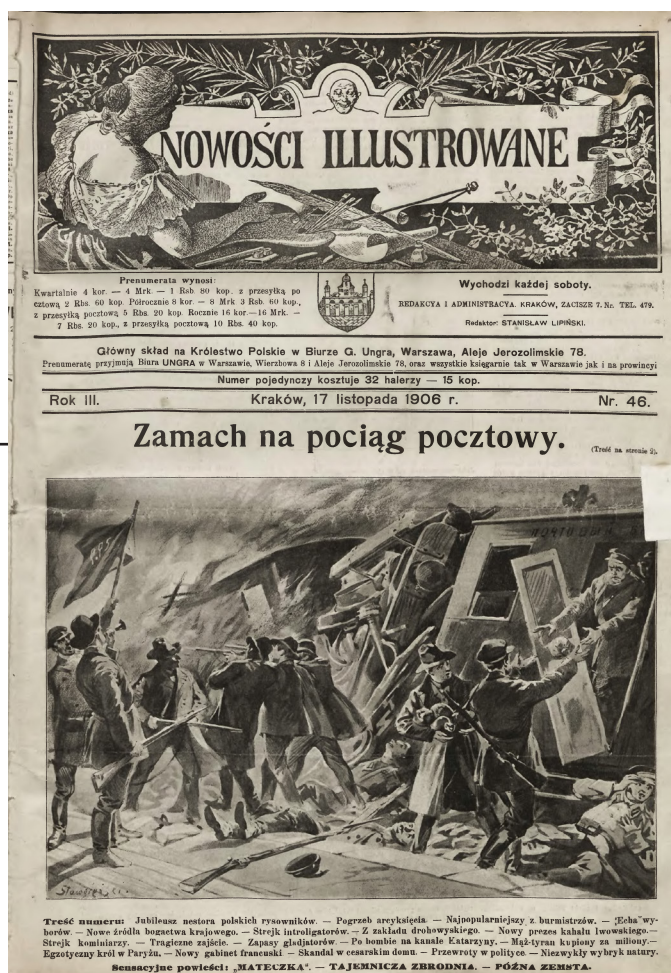 NOWOŚCI ILLUSTROWANE
Prenumerata wynosi:
Kwartalnie 4 kor. — 4 Mrk. — 1 Rsb 80 kop. z przesyłką po
cztową 2 Rbs. 60 kop. Półrocznie 8 kor. — 8 Mrk 3 Rsb. 60 kop.,
z przesyłką pocztową 5 Rbs. 20 kop. Rocznie 16 kor.—16 Mrk. —
7 Rbs. 20 kop., z przesyłką pocztową 10 Rbs. 40 kop.
Wychodzi każdej soboty.
REDAKCYA I ADMINISTRACYA. KRAKÓW, ZACISZE 7. Nr. TEL. 479.
Redaktor: STANISŁAW LIPIŃSKI.
Główny skład na Królestwo Polskie w Biurze G. Ungra, Warszawa, Aleje Jerozolimskie 78.
Prenumeratę przyjmują Biura UNGRA w Warszawie, Wierzbowa 8 i Aleje Jerozolimskie 78, oraz wszystkie księgarnie tak w Warszawie jak i na prowincyi
Numer pojedynczy kosztuje 32 halerzy — 15 kop.
Rok III. Kraków, 17 listopada 1906 r. Nr. 46.
Zamach na pociąg pocztowy.
(Treść na stronie 2).
P.P.S.
Treść numeru: Jubileusz nestora polskich rysowników. — Pogrzeb arcyksięcia. — Najpopularniejszy z burmistrzów. — „Echa" wy-
borów. — Nowe źródła bogactwa krajowego. — Strejk introligatorów. — Z zakładu drohowyskiego. — Nowy prezes kahału lwowskiego.—
Strejk kominiarzy. — Tragiczne zajście. — Zapasy gladjatorów. — Po bombie na kanale Katarzyny. — Mąż-tyran kupiony za miliony.—
Egzotyczny król w Paryżu. — Nowy gabinet francuski. — Skandal w cesarskim domu. — Przewroty w polityce. — Niezwykły wybryk natury.
Sensacyjne powieści: „MATECZKA". — TAJEMNICZA ZBRODNIA. — PÓŹNA ZEMSTA.